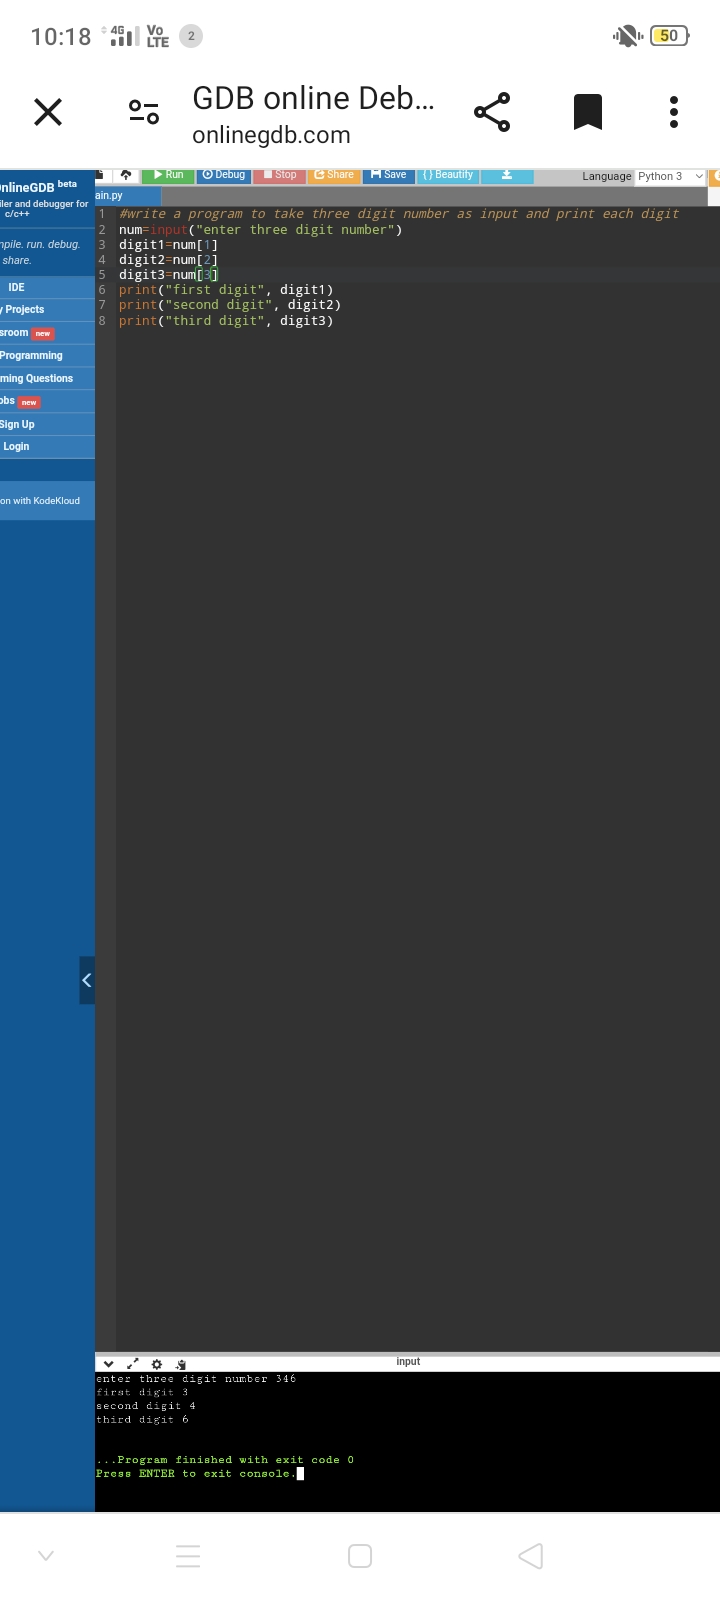 10:18 4G Vo LTE 2 50
GDB online Deb...
onlinegdb.com
nlineGDB beta
iler and debugger for
c/c++
npile. run. debug.
share.
IDE
y Projects
sroom new
Programming
ming Questions
obs new
Sign Up
Login
on with KodeKloud
Run Debug Stop Share Save {} Beautify Language Python 3
ain.py
1 #write a program to take three digit number as input and print each digit
2 num=input("enter three digit number")
3 digit1=num[1]
4 digit2=num[2]
5 digit3=num[3]
6 print("first digit", digit1)
7 print("second digit", digit2)
8 print("third digit", digit3)
input
enter three digit number 346
first digit 3
second digit 4
third digit 6
...Program finished with exit code 0
Press ENTER to exit console.